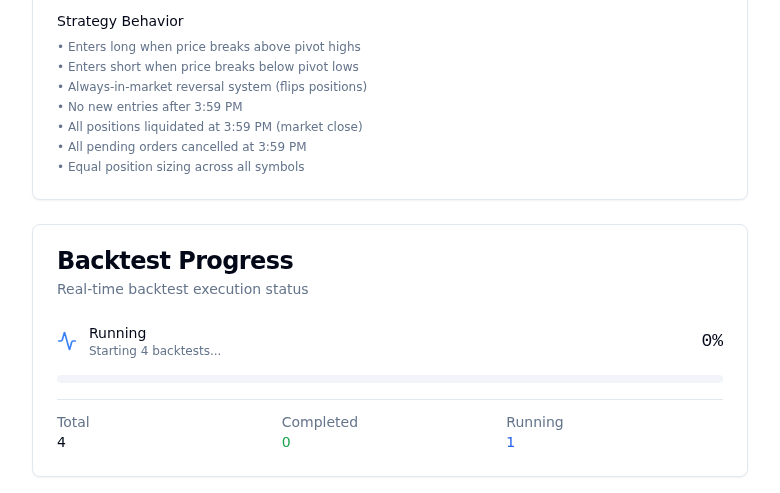 Strategy Behavior
• Enters long when price breaks above pivot highs
• Enters short when price breaks below pivot lows
• Always-in-market reversal system (flips positions)
• No new entries after 3:59 PM
• All positions liquidated at 3:59 PM (market close)
• All pending orders cancelled at 3:59 PM
• Equal position sizing across all symbols
Backtest Progress
Real-time backtest execution status
Running
Starting 4 backtests...
0%
Total
4
Completed
0
Running
1